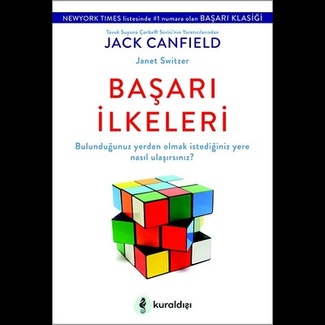 NEWYORK TIMES listesinde #1 numara olan BAŞARI KLASİĞİ
Tavuk Suyuna Çorba® Serisi'nin Yaratıcılarından
JACK CANFIELD
Janet Switzer
BAŞARI
İLKELERİ
Bulunduğunuz yerden olmak istediğiniz yere
nasıl ulaşırsınız?
kuraldışı